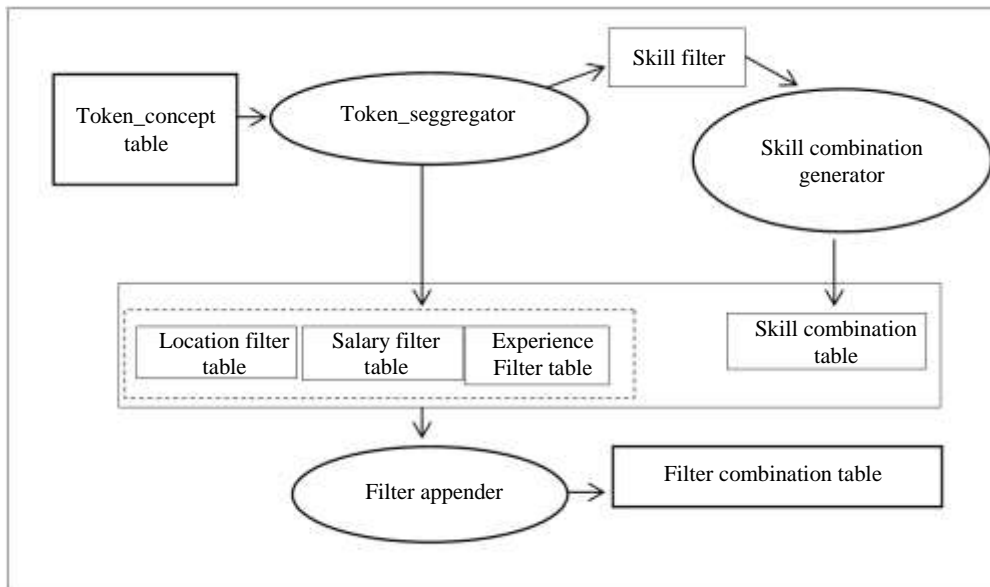 Skill filter
Token_concept
table
Token_seggregator
Skill combination
generator
Location filter
table
Salary filter
table
Experience
Filter table
Skill combination
table
Filter appender
Filter combination table